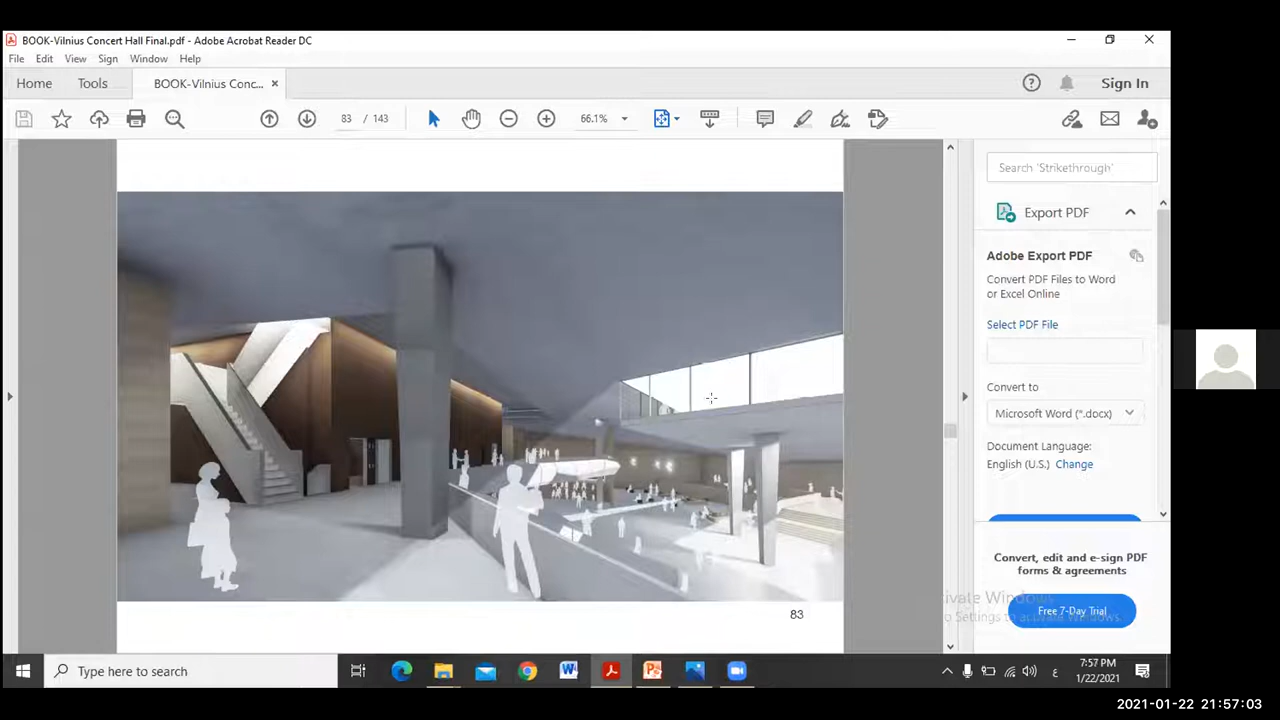 BOOK-Vilnius Concert Hall Final.pdf - Adobe Acrobat Reader DC
File Edit View Sign Window Help
Home Tools BOOK-Vilnius Conc... × Sign In
83 / 143 66.1%
Search 'Strikethrough'
Export PDF
Adobe Export PDF
Convert PDF Files to Word
or Excel Online
Select PDF File
Convert to
Microsoft Word (*.docx)
Document Language:
English (U.S.) Change
Convert, edit and e-sign PDF
forms & agreements
Free 7-Day Trial
83
Type here to search
ع
7:57 PM
1/22/2021
2021-01-22 21:57:03